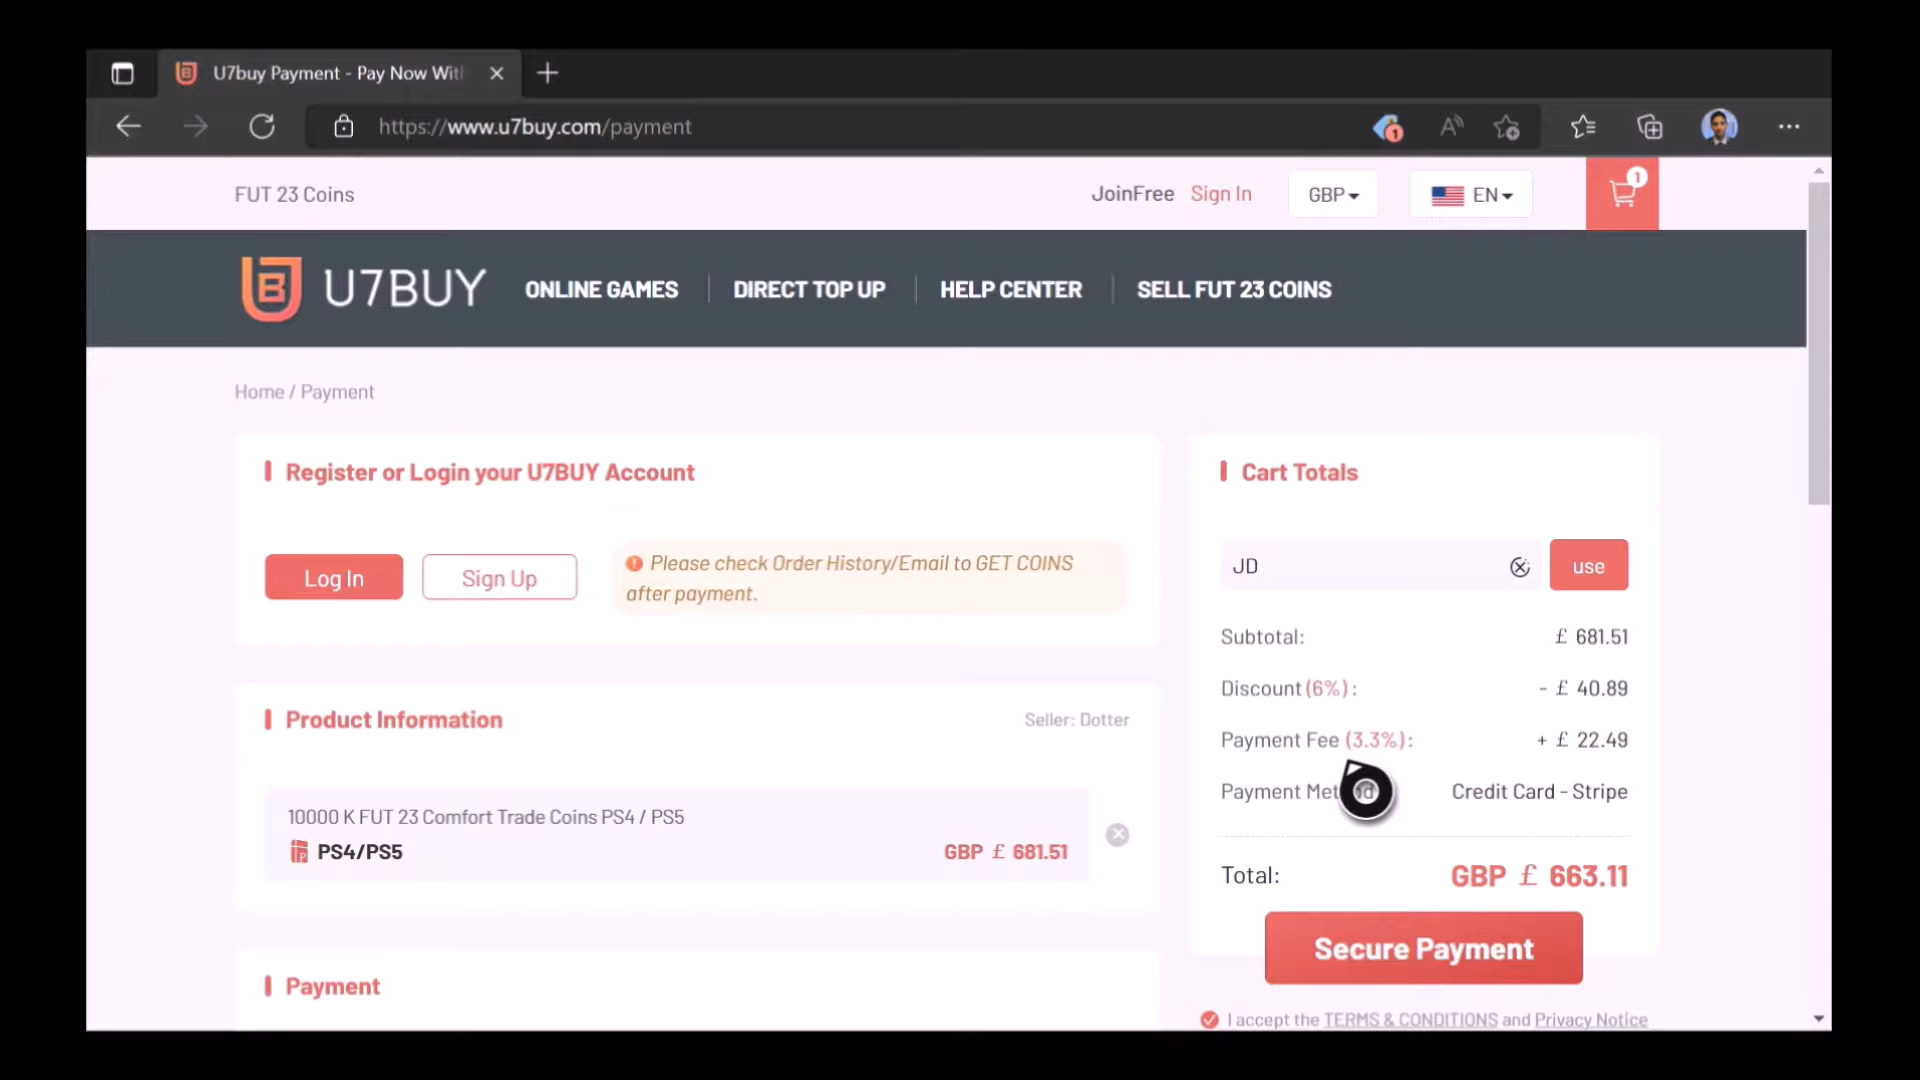 U7buy Payment - Pay Now Wit
https://www.u7buy.com/payment
1
FUT 23 Coins
JoinFree Sign In
GBP
EN
1
U7BUY
ONLINE GAMES
DIRECT TOP UP
HELP CENTER
SELL FUT 23 COINS
Home / Payment
Register or Login your U7BUY Account
Log In
Sign Up
Please check Order History/Email to GET COINS
after payment.
Product Information
Seller: Dotter
10000 K FUT 23 Comfort Trade Coins PS4 / PS5
PS4/PS5
GBP £ 681.51
Payment
Cart Totals
JD
use
Subtotal: £ 681.51
Discount (6%) : - £ 40.89
Payment Fee (3.3%) : + £ 22.49
Payment Credit Card - Stripe
Total: GBP £ 663.11
Secure Payment
I accept the TERMS & CONDITIONS and Privacy Notice